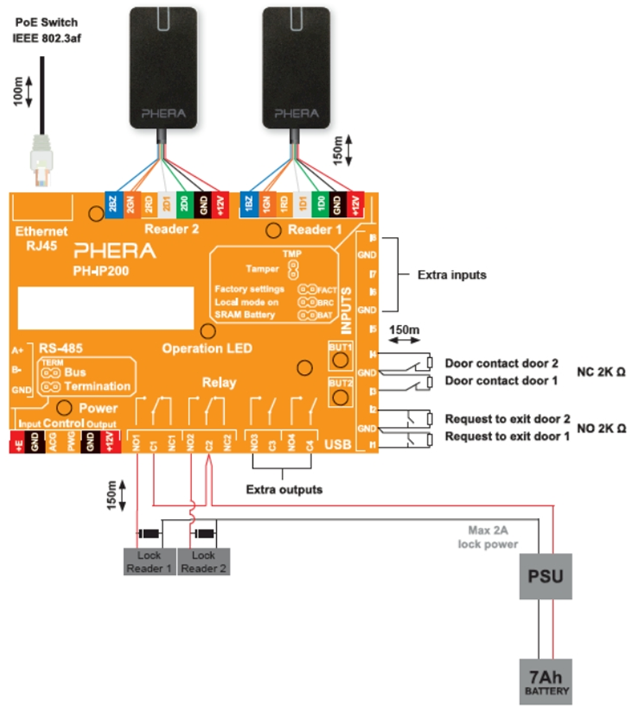 PoE Switch
IEEE 802.3af
100m
PHERA
PHERA
150m
2BZ 2GN 2RD 2D1 2D0 GND +12V
1BZ 1GN 1RD 1D1 1D0 GND +12V
Ethernet
RJ45
Reader 2
Reader 1
PHERA
PH-IP200
TMP
Tamper
Factory settings FACT
Local mode on BRC
SRAM Battery BAT
INPUTS
I8
GND
I7
I6
GND
I5
I4
GND
I3
I2
GND
I1
Extra inputs
150m
Door contact door 2
Door contact door 1
NC 2K Ω
Request to exit door 2
Request to exit door 1
NO 2K Ω
Operation LED
BUT1
BUT2
RS-485
A+
B-
GND
TERM
Bus
Termination
Relay
Power
Input Control Output
+E GND ACG PWG GND +12V
NO1 C1 NC1 NO2 C2 NC2 NO3 C3 NO4 C4
USB
Extra outputs
150m
Lock
Reader 1
Lock
Reader 2
Max 2A
lock power
PSU
7Ah
BATTERY